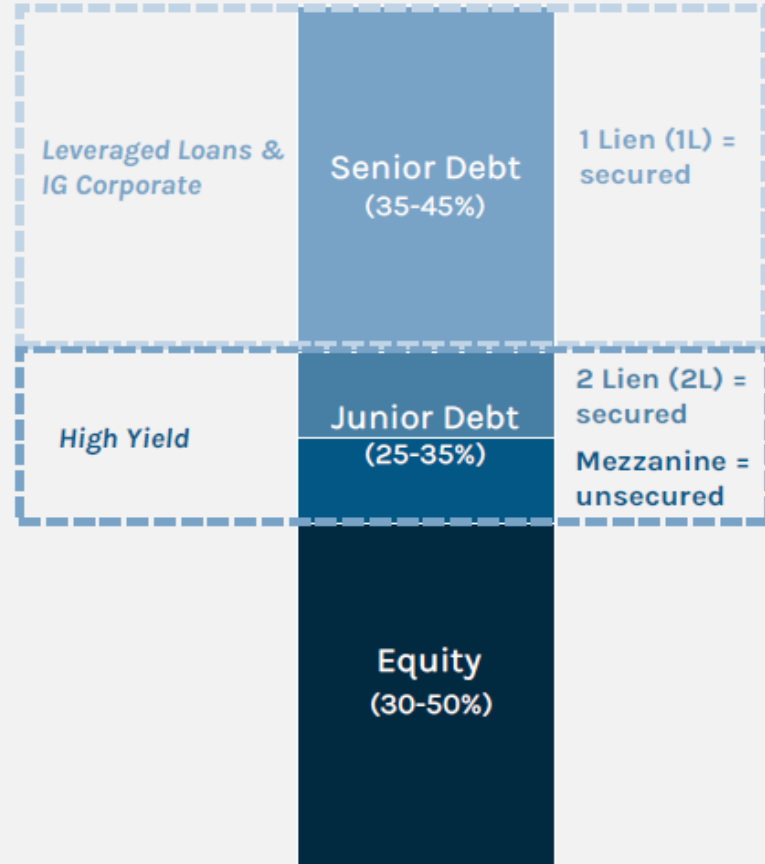 Leveraged Loans &
IG Corporate
Senior Debt
(35-45%)
1 Lien (1L) =
secured
High Yield
Junior Debt
(25-35%)
2 Lien (2L) =
secured
Mezzanine =
unsecured
Equity
(30-50%)